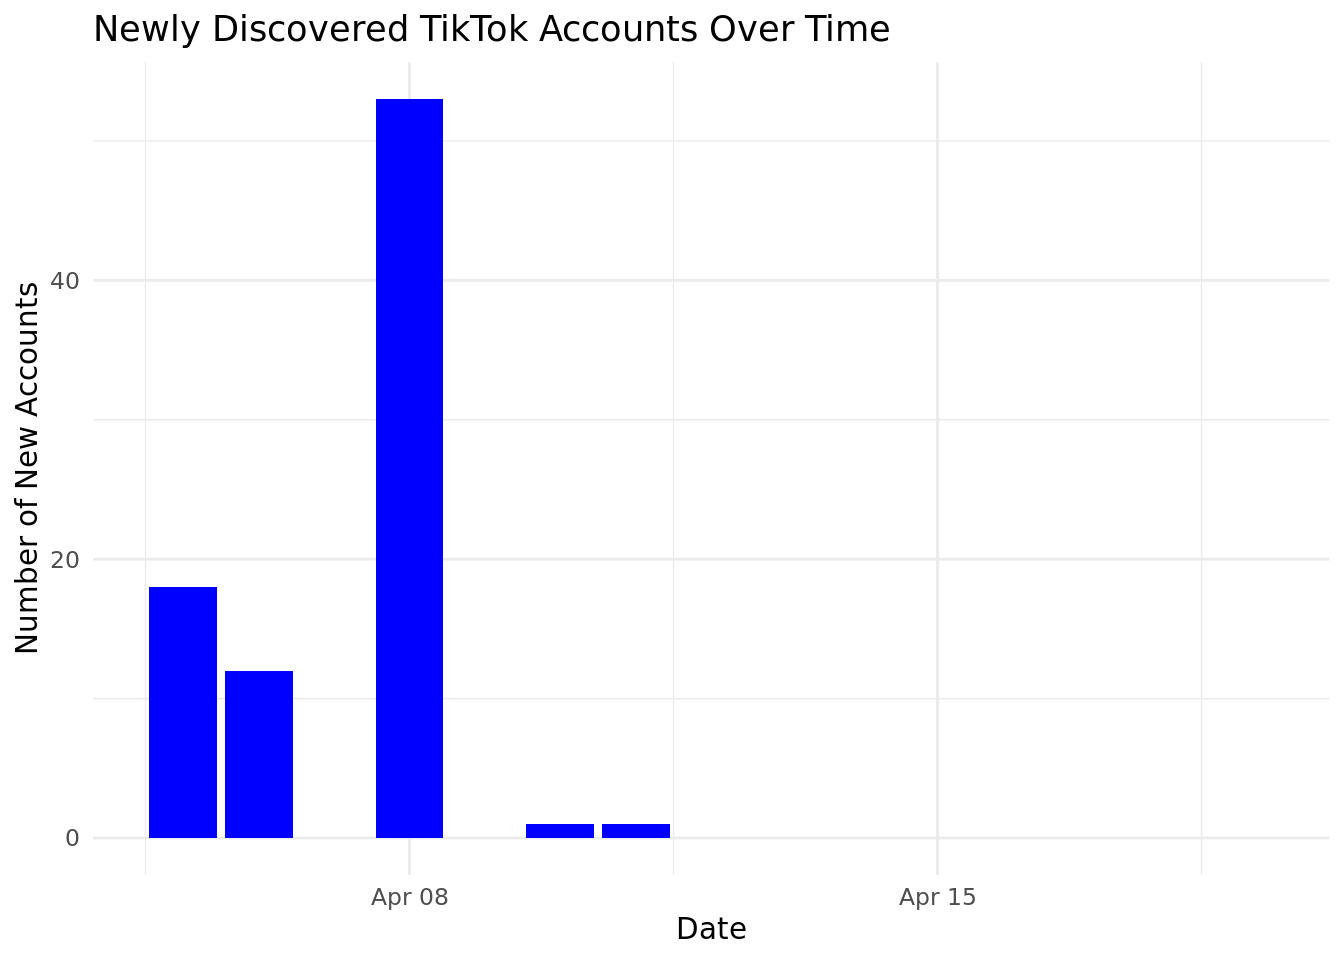 Newly Discovered TikTok Accounts Over Time
Number of New Accounts
40
20
0
Apr 08
Apr 15
Date